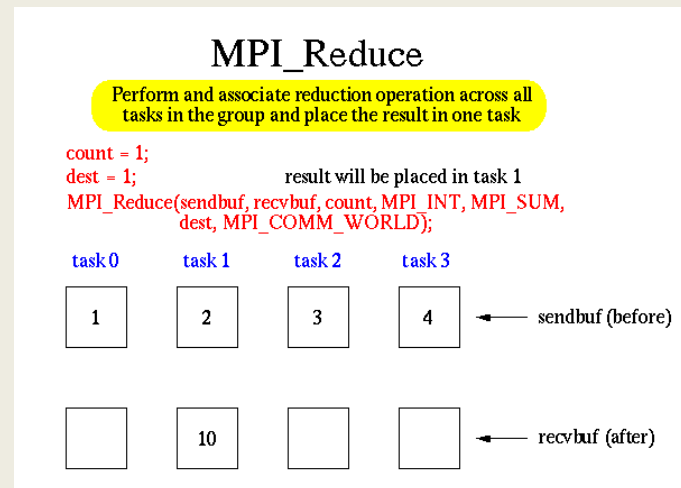 MPI_Reduce
Perform and associate reduction operation across all
tasks in the group and place the result in one task
count = 1;
dest = 1; result will be placed in task 1
MPI_Reduce(sendbuf, recvbuf, count, MPI_INT, MPI_SUM,
dest, MPI_COMM_WORLD);
task 0 task 1 task 2 task 3
1 2 3 4 sendbuf (before)
10 recvbuf (after)